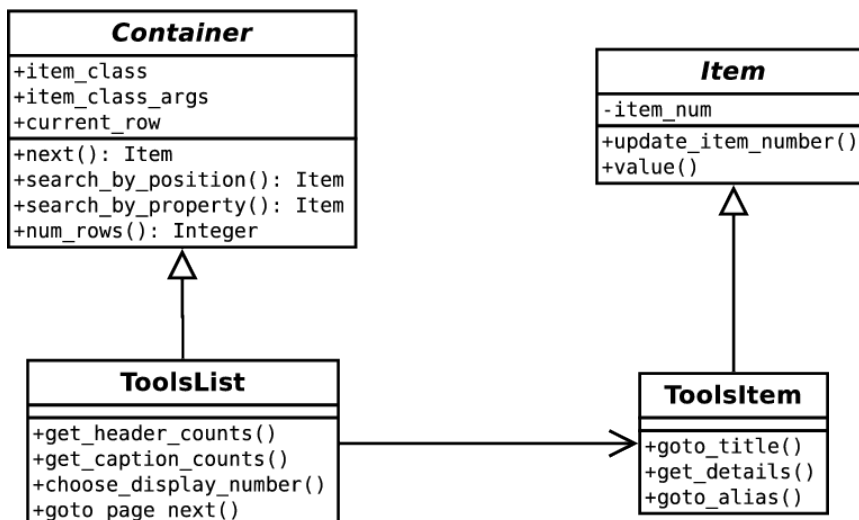 Container
+item_class
+item_class_args
+current_row
+next(): Item
+search_by_position(): Item
+search_by_property(): Item
+num_rows(): Integer
Item
-item_num
+update_item_number()
+value()
ToolsList
+get_header_counts()
+get_caption_counts()
+choose_display_number()
+goto_page_next()
ToolsItem
+goto_title()
+get_details()
+goto_alias()